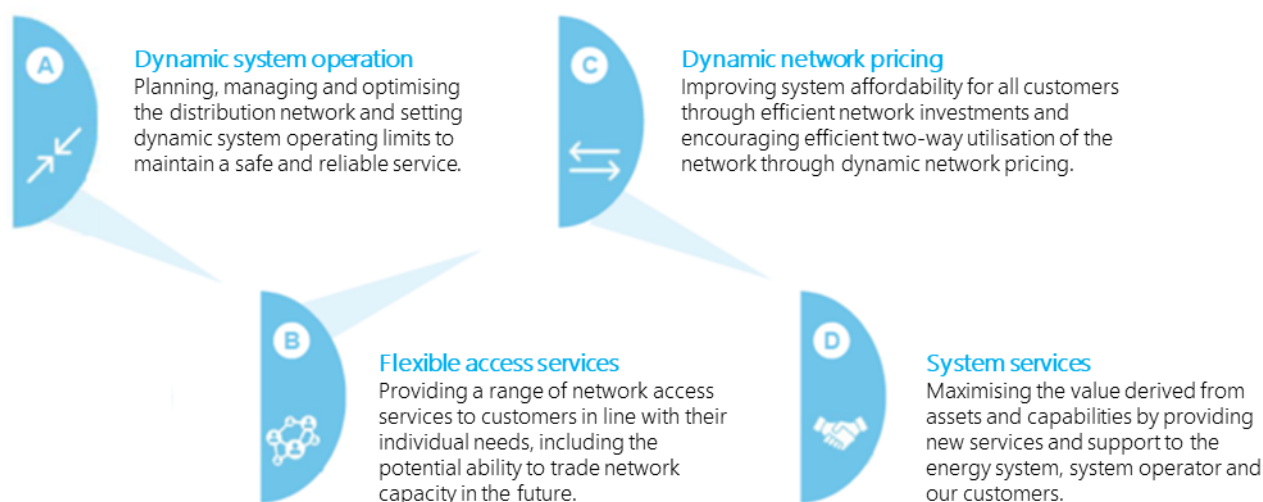 A
Dynamic system operation
Planning, managing and optimising
the distribution network and setting
dynamic system operating limits to
maintain a safe and reliable service.
B
Flexible access services
Providing a range of network access
services to customers in line with their
individual needs, including the
potential ability to trade network
capacity in the future.
C
Dynamic network pricing
Improving system affordability for all customers
through efficient network investments and
encouraging efficient two-way utilisation of the
network through dynamic network pricing.
D
System services
Maximising the value derived from
assets and capabilities by providing
new services and support to the
energy system, system operator and
our customers.